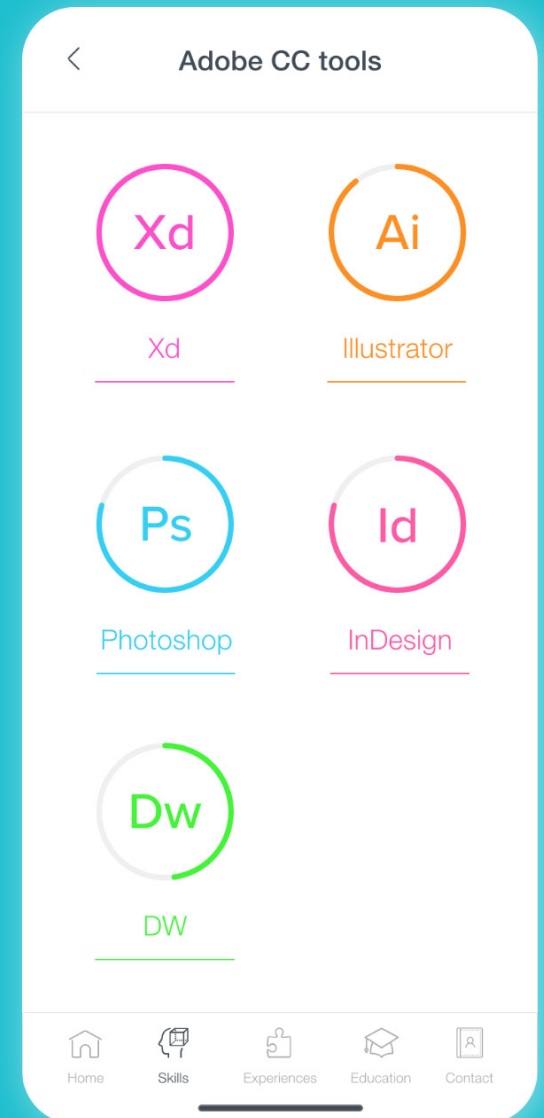 Adobe CC tools
Xd
Ai
Xd
Illustrator
Ps
Id
Photoshop
InDesign
Dw
DW
Home
Skills
Experiences
Education
Contact